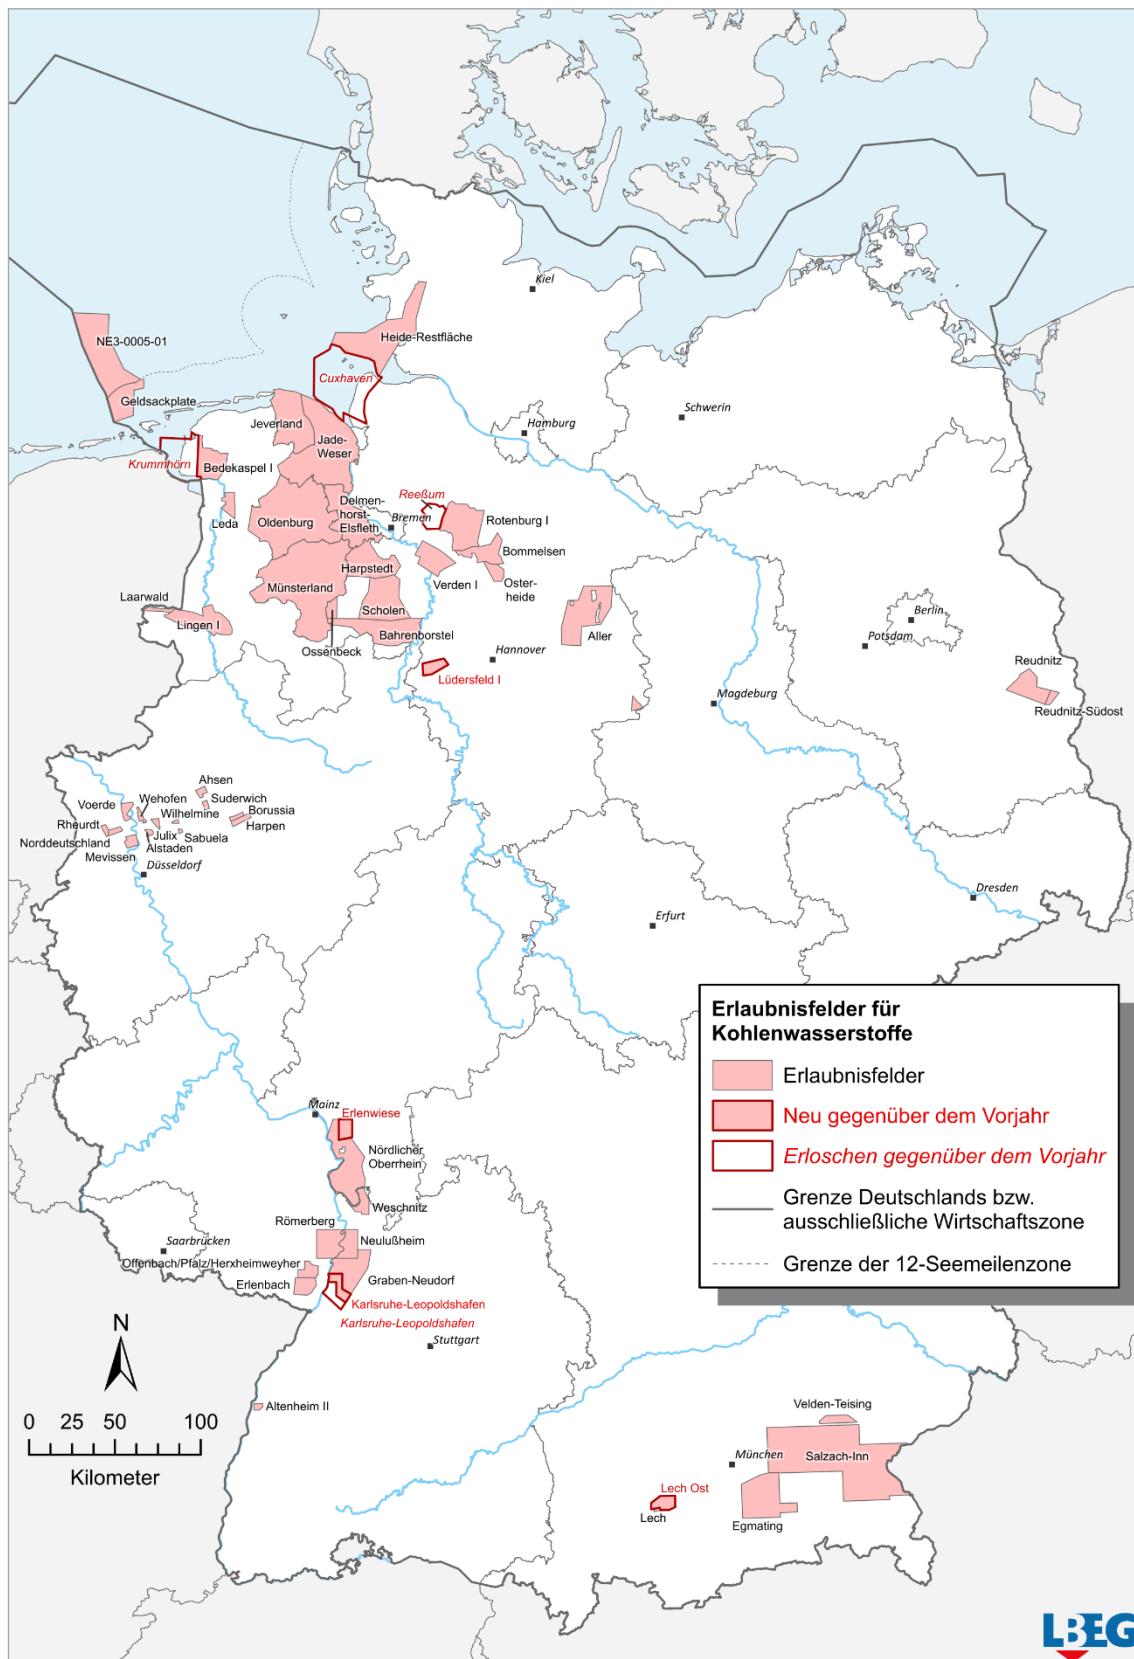 Kiel
Heide-Restfläche
NE3-0005-01
Cuxhaven
Geldsackplate
Schwerin
Jeverland
Hamburg
Jade-
Weser
Krummhörn
Bedekaspel I
Reeßum
Delmen-
horst-
Elsfleth
Bremen
Leda
Oldenburg
Rotenburg I
Bommelsen
Harpstedt
Verden I
Oster-
heide
Münsterland
Laarwald
Scholen
Berlin
Lingen I
Bahrenborstel
Aller
Potsdam
Ossenbeck
Hannover
Reudnitz
Lüdersfeld I
Magdeburg
Reudnitz-Südost
Ahsen
Wehofen
Suderwich
Voerde
Wilhelmine
Borussia
Rheurdt
Harpen
Norddeutschland
Julix
Sabuela
Alstaden
Mevissen
Düsseldorf
Dresden
Erfurt
Erlaubnisfelder für
Kohlenwasserstoffe
Erlaubnisfelder
Neu gegenüber dem Vorjahr
Erloschen gegenüber dem Vorjahr
Grenze Deutschlands bzw.
ausschließliche Wirtschaftszone
Grenze der 12-Seemeilenzone
Mainz
Erlenwiese
Nördlicher
Oberrhein
Weschnitz
Römerberg
Saarbrücken
Neulußheim
Offenbach/Pfalz/Herxheimweyher
Erlenbach
Graben-Neudorf
Karlsruhe-Leopoldshafen
Karlsruhe-Leopoldshafen
Stuttgart
N
Altenheim II
0 25 50 100
Kilometer
Velden-Teising
München
Salzach-Inn
Lech Ost
Lech
Egmating
LBEG